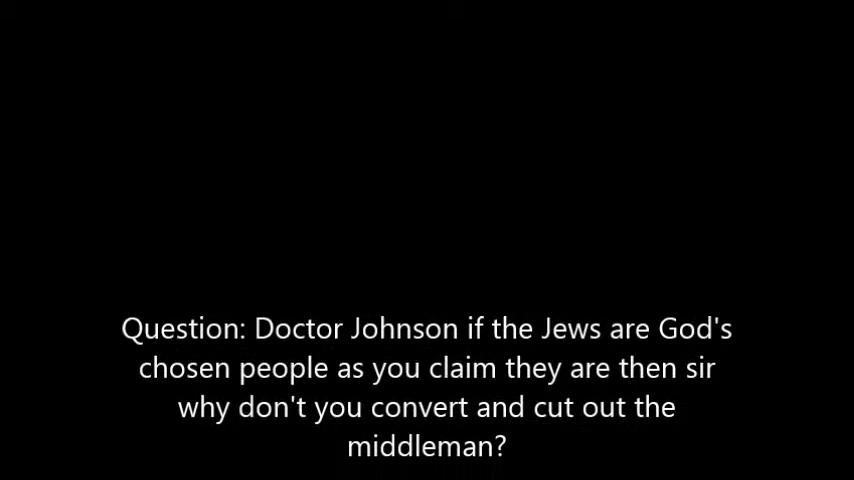 Question: Doctor Johnson if the Jews are God's
chosen people as you claim they are then sir
why don't you convert and cut out the
middleman?